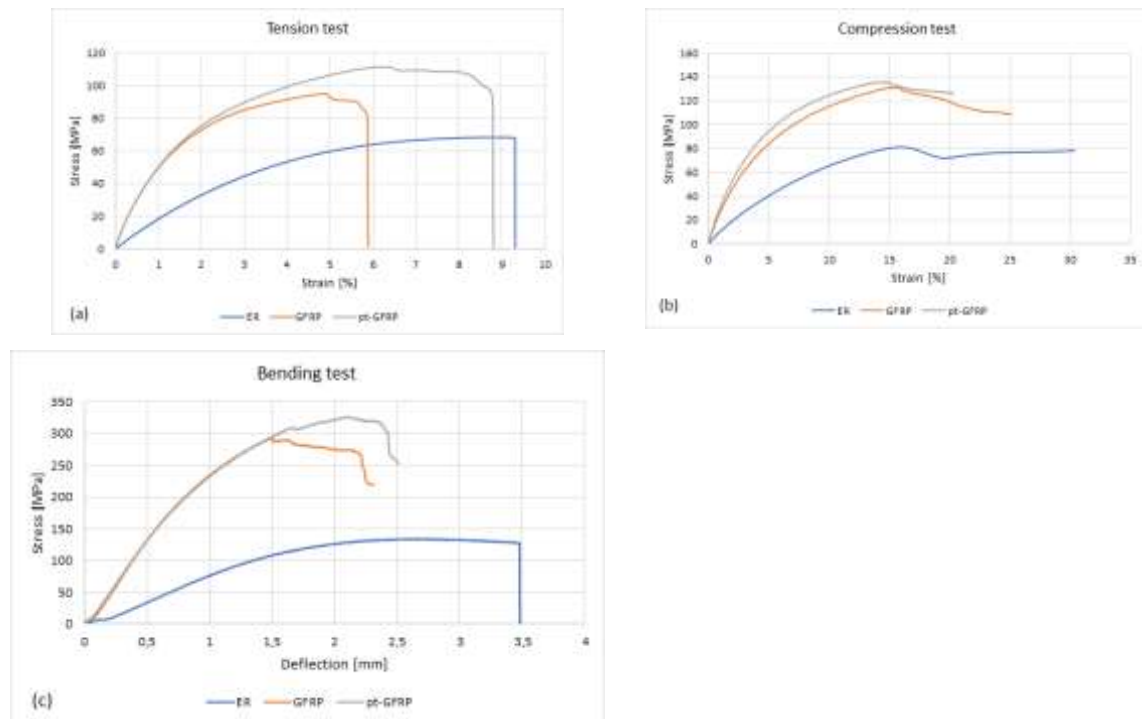 Tension test
Stress [MPa]
120
100
80
60
40
20
0
0 1 2 3 4 5 6 7 8 9 10
Strain [%]
ER GFRP pt-GFRP
(a)
Compression test
Stress [MPa]
160
140
120
100
80
60
40
20
0
0 5 10 15 20 25 30 35
Strain [%]
ER GFRP pt-GFRP
(b)
Bending test
Stress [MPa]
350
300
250
200
150
100
50
0
0 0,5 1 1,5 2 2,5 3 3,5 4
Deflection [mm]
ER GFRP pt-GFRP
(c)